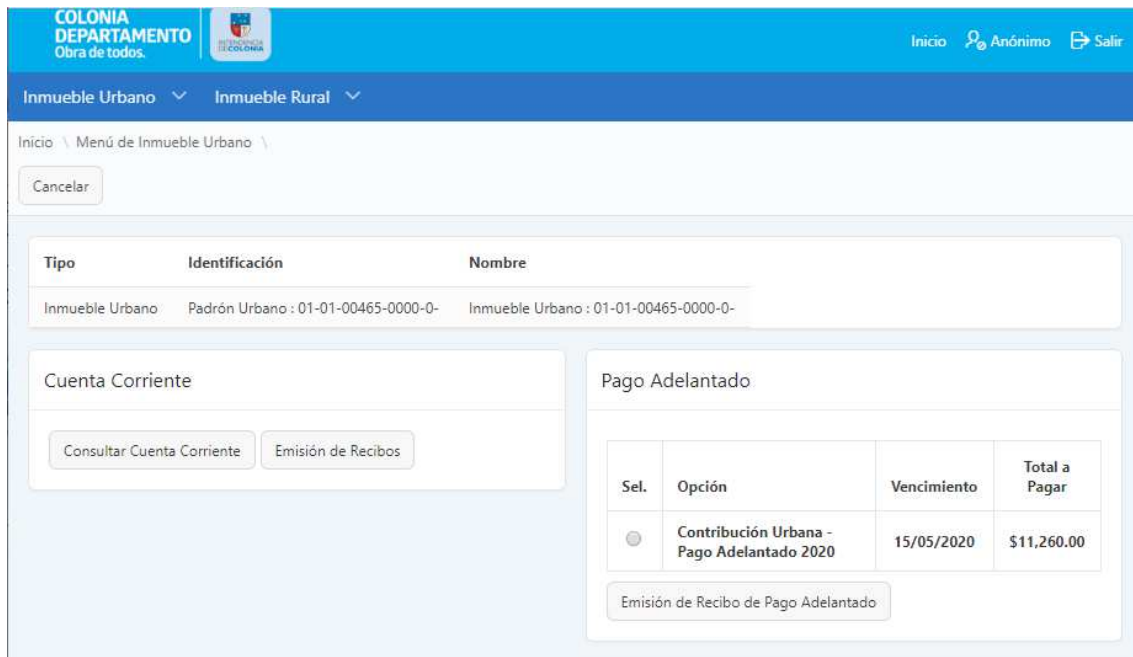 COLONIA
DEPARTAMENTO
Obra de todos.
INTENDENCIA
DE COLONIA
Inicio Anónimo Salir
Inmueble Urbano Inmueble Rural
Inicio \ Menú de Inmueble Urbano \
Cancelar
Tipo Identificación Nombre
Inmueble Urbano Padrón Urbano : 01-01-00465-0000-0- Inmueble Urbano : 01-01-00465-0000-0-
Cuenta Corriente
Consultar Cuenta Corriente Emisión de Recibos
Pago Adelantado
Sel. Opción Vencimiento Total a Pagar
Contribución Urbana -
Pago Adelantado 2020 15/05/2020 $11,260.00
Emisión de Recibo de Pago Adelantado